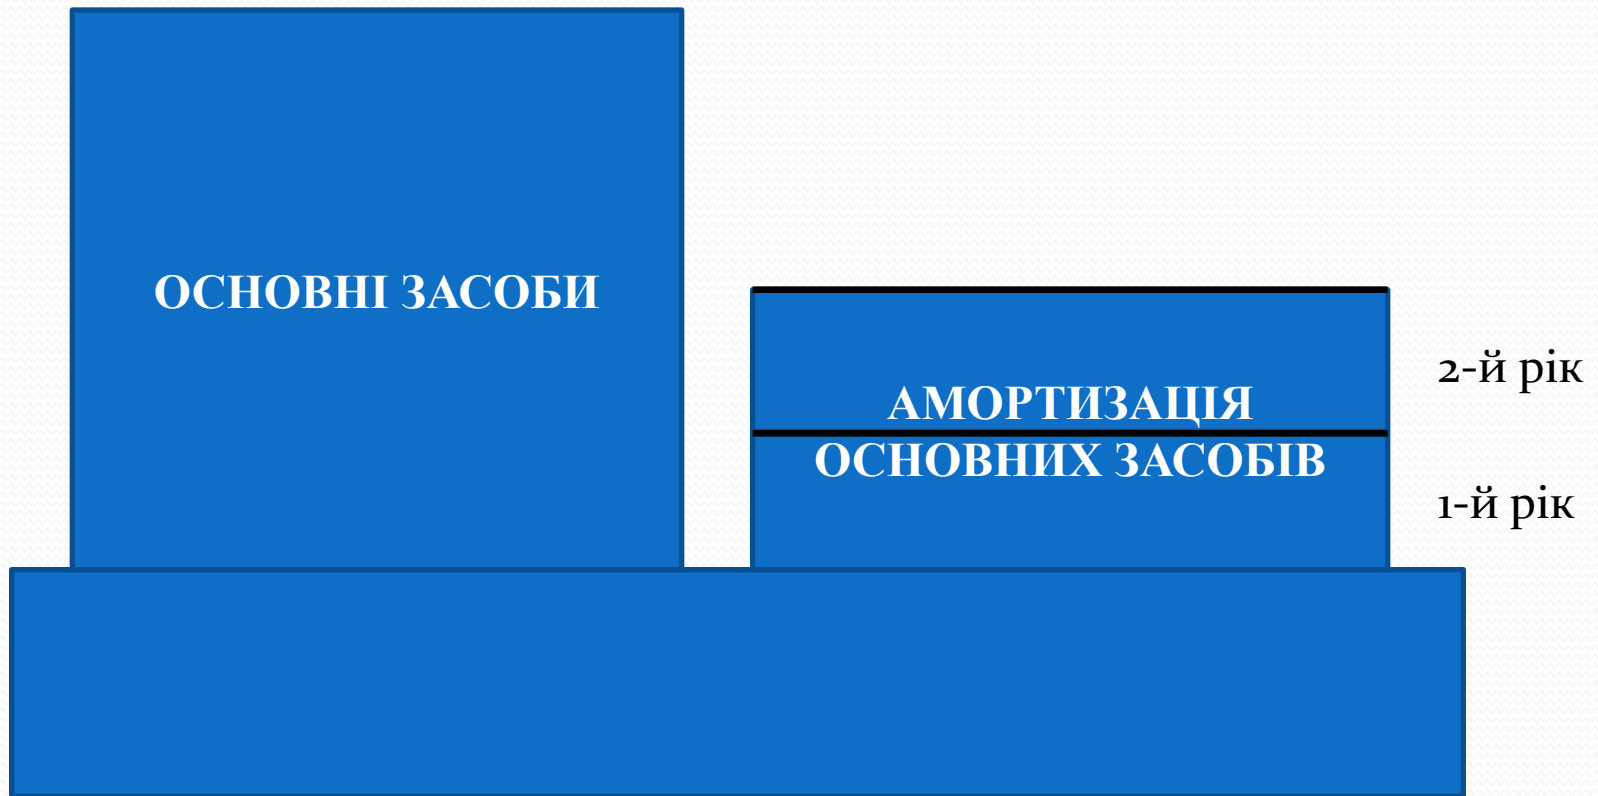 ОСНОВНІ ЗАСОБИ
АМОРТИЗАЦІЯ
ОСНОВНИХ ЗАСОБІВ
2-й рік
1-й рік